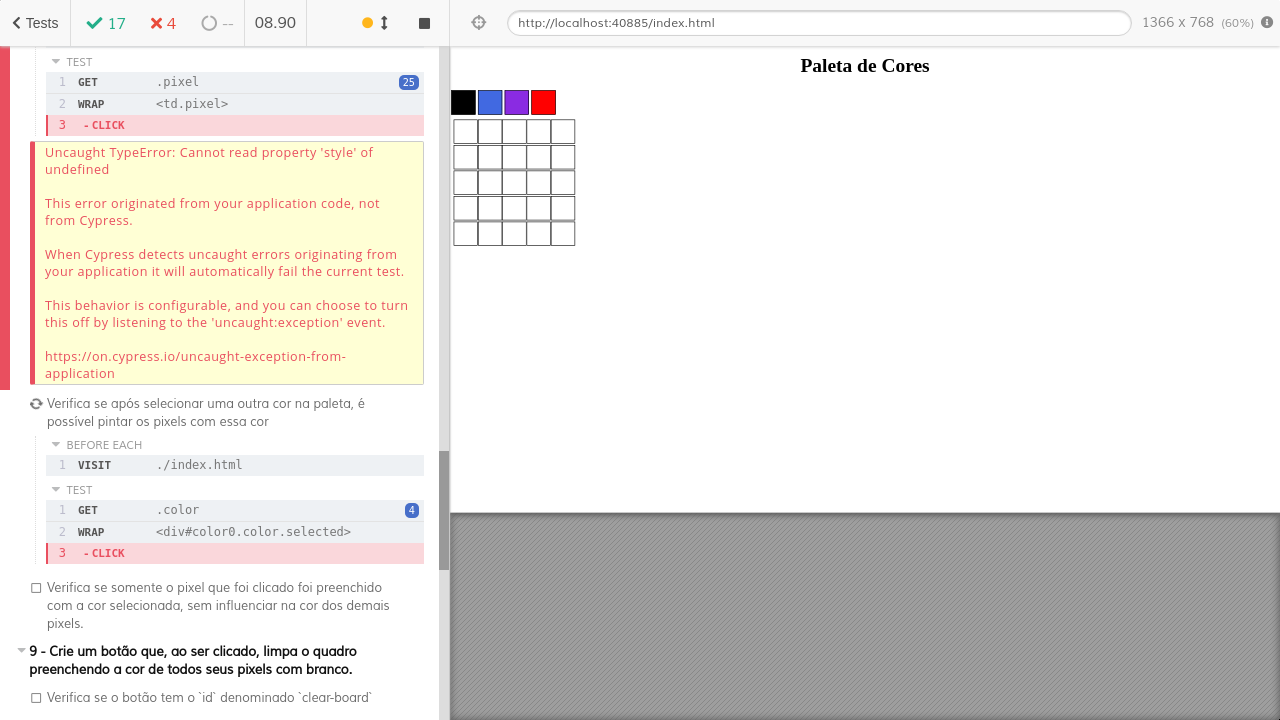 Tests
17
4
--
08.90
http://localhost:40885/index.html
1366 x 768 (60%)
TEST
1 GET .pixel 25
2 WRAP <td.pixel>
3 - CLICK
Uncaught TypeError: Cannot read property 'style' of
undefined
This error originated from your application code, not
from Cypress.
When Cypress detects uncaught errors originating from
your application it will automatically fail the current test.
This behavior is configurable, and you can choose to turn
this off by listening to the 'uncaught:exception' event.
https://on.cypress.io/uncaught-exception-from-
application
Verifica se após selecionar uma outra cor na paleta, é
possível pintar os pixels com essa cor
BEFORE EACH
1 VISIT ./index.html
TEST
1 GET .color 4
2 WRAP <div#color0.color.selected>
3 - CLICK
Verifica se somente o pixel que foi clicado foi preenchido
com a cor selecionada, sem influenciar na cor dos demais
pixels.
9 - Crie um botão que, ao ser clicado, limpa o quadro
preenchendo a cor de todos seus pixels com branco.
Verifica se o botão tem o `id` denominado `clear-board`
Paleta de Cores